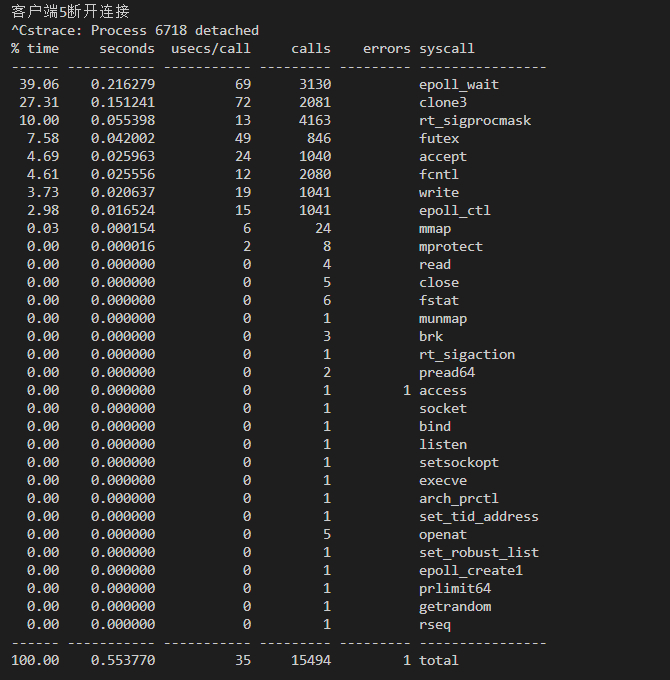 客户端5断开连接
^Cstrace: Process 6718 detached
% time     seconds  usecs/call     calls    errors syscall
------ ----------- ----------- --------- --------- ----------------
 39.06    0.216279          69      3130           epoll_wait
 27.31    0.151241          72      2081           clone3
 10.00    0.055398          13      4163           rt_sigprocmask
  7.58    0.042002          49       846           futex
  4.69    0.025963          24      1040           accept
  4.61    0.025556          12      2080           fcntl
  3.73    0.020637          19      1041           write
  2.98    0.016524          15      1041           epoll_ctl
  0.03    0.000154           6        24           mmap
  0.00    0.000016           2         8           mprotect
  0.00    0.000000           0         4           read
  0.00    0.000000           0         5           close
  0.00    0.000000           0         6           fstat
  0.00    0.000000           0         1           munmap
  0.00    0.000000           0         3           brk
  0.00    0.000000           0         1           rt_sigaction
  0.00    0.000000           0         2           pread64
  0.00    0.000000           0         1         1 access
  0.00    0.000000           0         1           socket
  0.00    0.000000           0         1           bind
  0.00    0.000000           0         1           listen
  0.00    0.000000           0         1           setsockopt
  0.00    0.000000           0         1           execve
  0.00    0.000000           0         1           arch_prctl
  0.00    0.000000           0         1           set_tid_address
  0.00    0.000000           0         5           openat
  0.00    0.000000           0         1           set_robust_list
  0.00    0.000000           0         1           epoll_create1
  0.00    0.000000           0         1           prlimit64
  0.00    0.000000           0         1           getrandom
  0.00    0.000000           0         1           rseq
------ ----------- ----------- --------- --------- ----------------
100.00    0.553770          35     15494         1 total